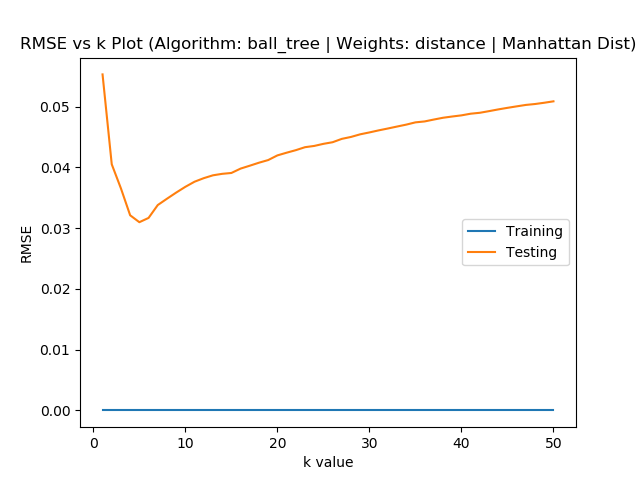 RMSE vs k Plot (Algorithm: ball_tree | Weights: distance | Manhattan Dist)
0.05
0.04
0.03
0.02
0.01
0.00
RMSE
Training
Testing
0 10 20 30 40 50
k value